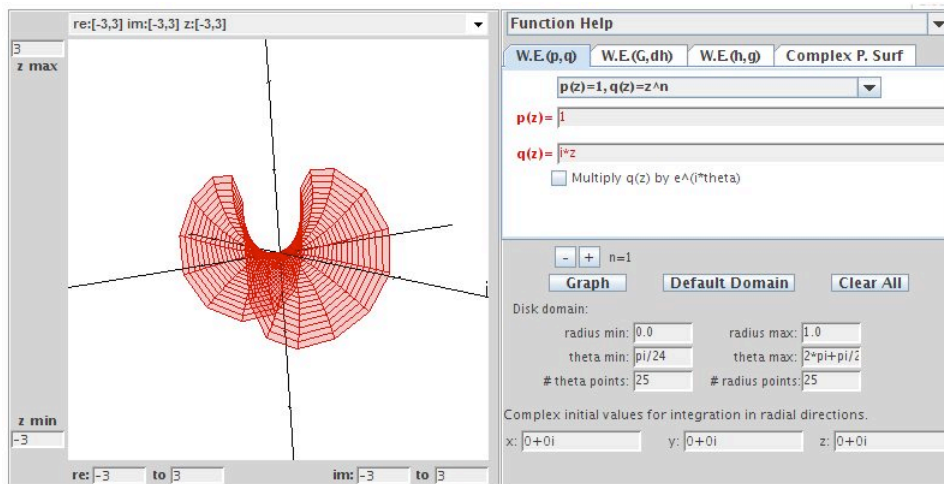 re:[-3,3] im:[-3,3] z:[-3,3]
3
z max
z min
-3
re: -3 to 3 im: -3 to 3
Function Help
W.E.(p,q) W.E.(G,dh) W.E.(h,g) Complex P. Surf
p(z)=1, q(z)=z^n
p(z)= 1
q(z)= i*z
Multiply q(z) by e^(i*theta)
- + n=1
Graph Default Domain Clear All
Disk domain:
radius min: 0.0 radius max: 1.0
theta min: pi/24 theta max: 2*pi+pi/2
# theta points: 25 # radius points: 25
Complex initial values for integration in radial directions.
x: 0+0i y: 0+0i z: 0+0i